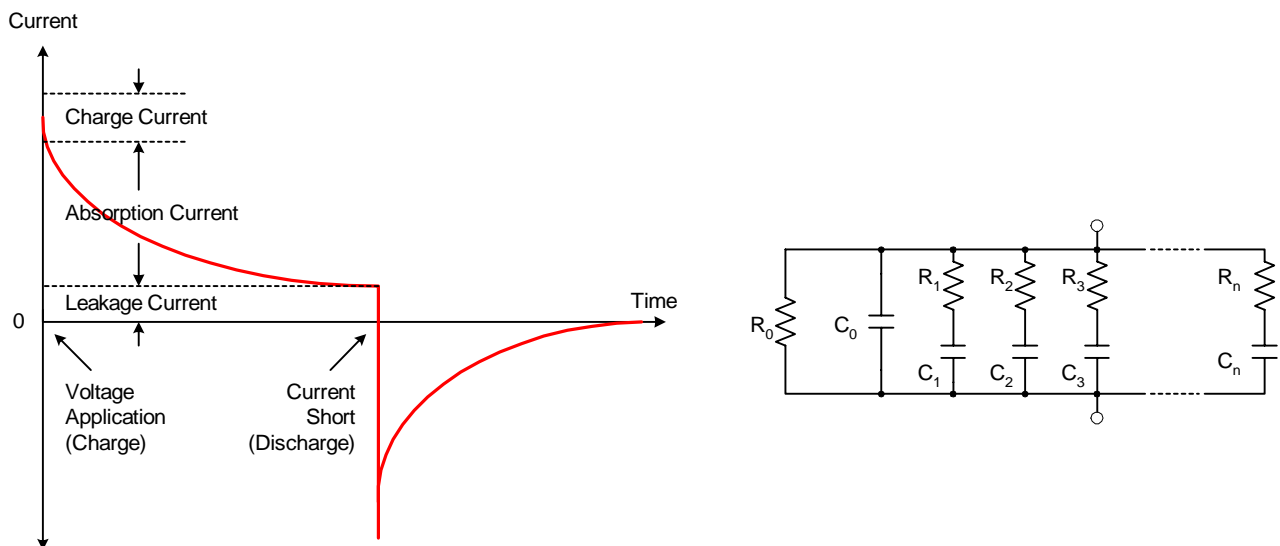 Current
Charge Current
Absorption Current
Leakage Current
Time
0
Voltage
Application
(Charge)
Current
Short
(Discharge)
R0
C0
R1
R2
R3
Rn
C1
C2
C3
Cn